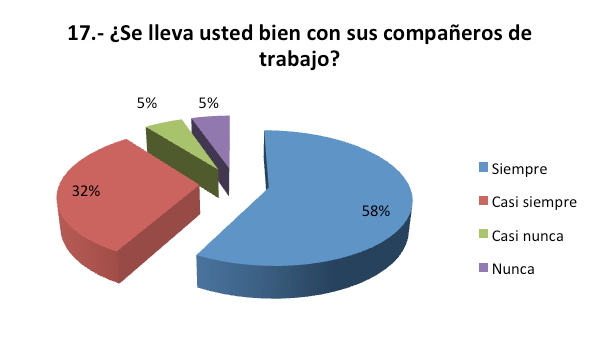 17.- ¿Se lleva usted bien con sus compañeros de
trabajo?
5%
5%
32%
58%
Siempre
Casi siempre
Casi nunca
Nunca